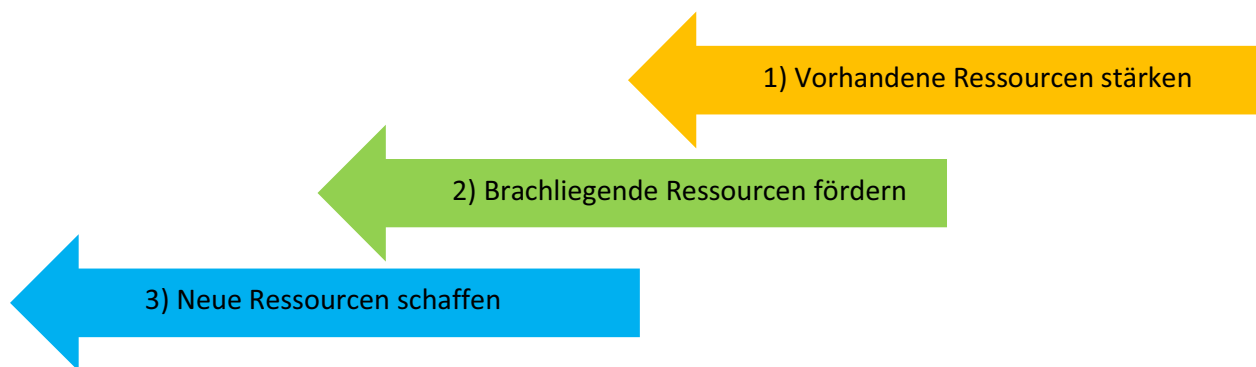 1) Vorhandene Ressourcen stärken
2) Brachliegende Ressourcen fördern
3) Neue Ressourcen schaffen